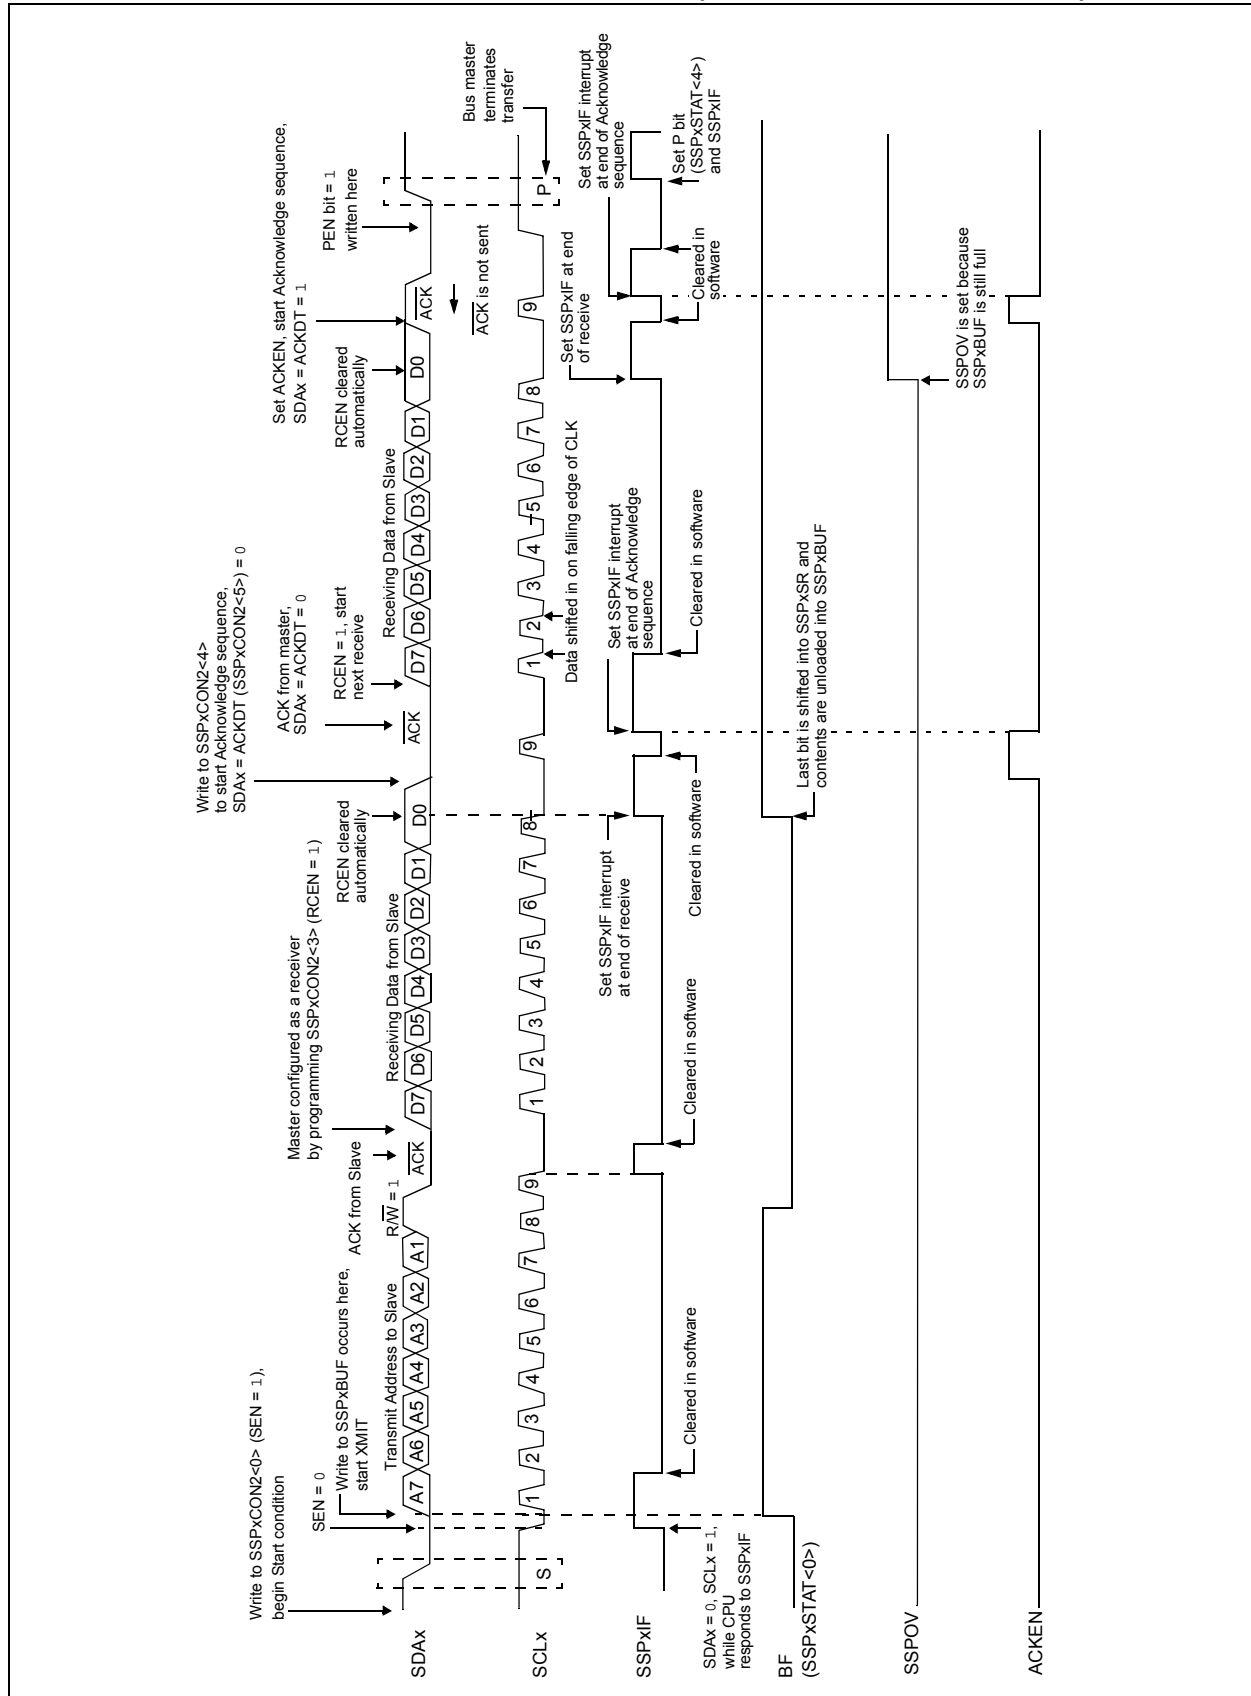 Write to SSPxCON2<0> (SEN = 1),
begin Start condition
SEN = 0
Write to SSPxBUF occurs here,
start XMIT
Transmit Address to Slave
R/W = 1
ACK from Slave
Master configured as a receiver
by programming SSPxCON2<3> (RCEN = 1)
Receiving Data from Slave
RCEN cleared
automatically
Write to SSPxCON2<4>
to start Acknowledge sequence,
SDAx = ACKDT (SSPxCON2<5>) = 0
ACK from master,
SDAx = ACKDT = 0
RCEN = 1, start
next receive
Receiving Data from Slave
RCEN cleared
automatically
Set ACKEN, start Acknowledge sequence,
SDAx = ACKDT = 1
PEN bit = 1
written here
SDAx
A7 A6 A5 A4 A3 A2 A1 ACK D7 D6 D5 D4 D3 D2 D1 D0 ACK D7 D6 D5 D4 D3 D2 D1 D0 ACK
ACK is not sent
Bus master
terminates
transfer
SCLx
S 1 2 3 4 5 6 7 8 9 1 2 3 4 5 6 7 8 9 1 2 3 4 5 6 7 8 9 P
Data shifted in on falling edge of CLK
Set SSPxIF interrupt
at end of receive
Set SSPxIF interrupt
at end of Acknowledge
sequence
Set SSPxIF at end
of receive
Set SSPxIF interrupt
at end of Acknowledge
sequence
SSPxIF
SDAx = 0, SCLx = 1,
while CPU
responds to SSPxIF
Cleared in software
Cleared in software
Cleared in software
Cleared in software
Cleared in
software
Set P bit
(SSPxSTAT<4>)
and SSPxIF
BF
(SSPxSTAT<0>)
Last bit is shifted into SSPxSR and
contents are unloaded into SSPxBUF
SSPOV
SSPOV is set because
SSPxBUF is still full
ACKEN